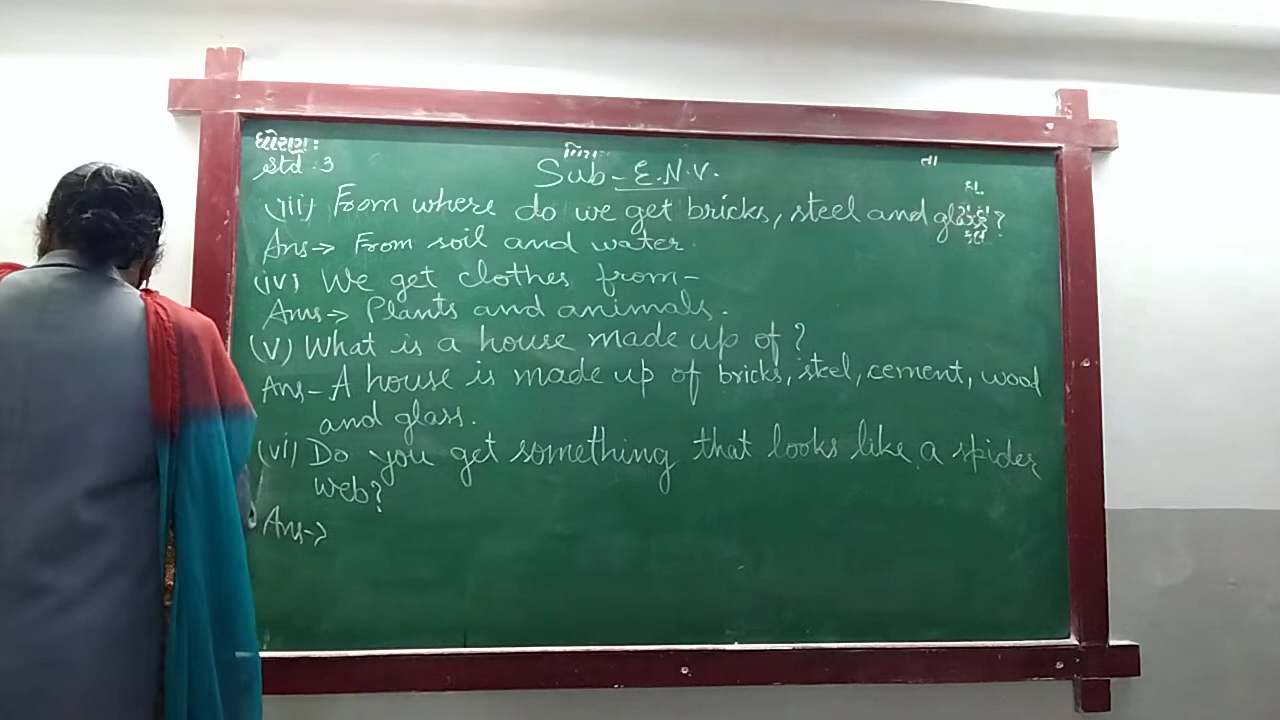 ધોરણ:
Std : 3
વિષય
Sub - E.N.V.
તા
(iii) From where do we get bricks, steel and glass?
Ans → From soil and water.
(iv) We get clothes from –
Ans → Plants and animals.
(v) What is a house made up of ?
Ans – A house is made up of bricks, steel, cement, wood
and glass.
(vi) Do you get something that looks like a spider
web?
Ans →